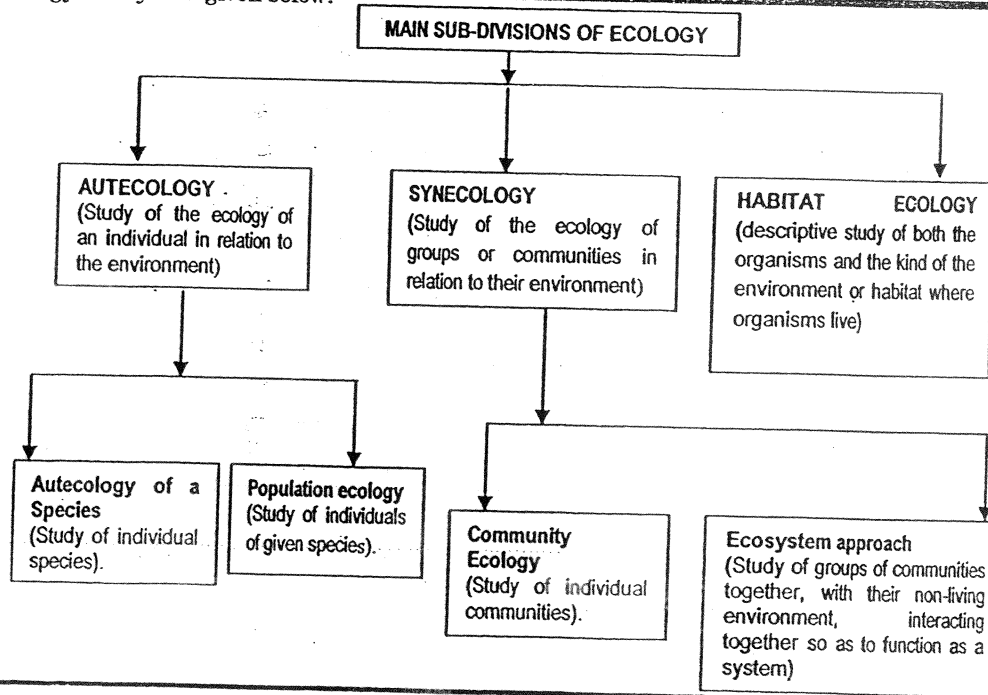 given below:
MAIN SUB-DIVISIONS OF ECOLOGY
AUTECOLOGY
(Study of the ecology of
an individual in relation to
the environment)
SYNECOLOGY
(Study of the ecology of
groups or communities in
relation to their environment)
HABITAT ECOLOGY
(descriptive study of both the
organisms and the kind of the
environment or habitat where
organisms live)
Autecology of a
Species
(Study of individual
species).
Population ecology
(Study of individuals
of given species).
Community
Ecology
(Study of individual
communities).
Ecosystem approach
(Study of groups of communities
together, with their non-living
environment, interacting
together so as to function as a
system)